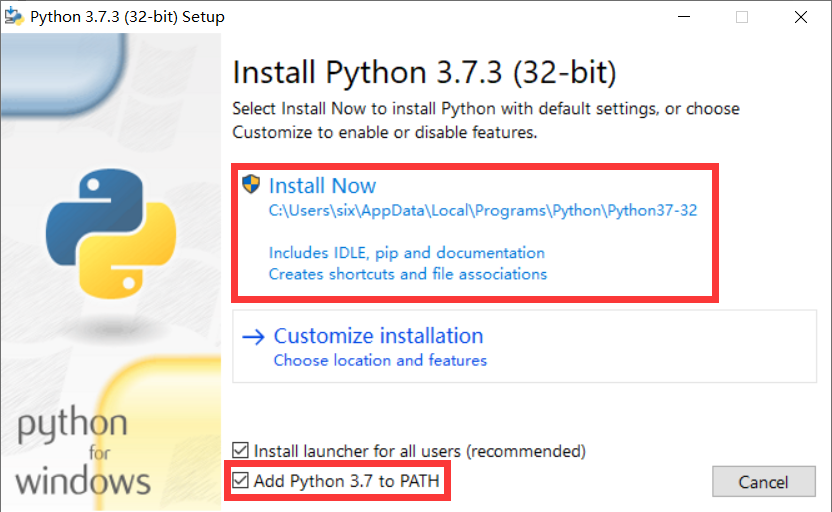 Python 3.7.3 (32-bit) Setup
Install Python 3.7.3 (32-bit)
Select Install Now to install Python with default settings, or choose
Customize to enable or disable features.
Install Now
C:\Users\six\AppData\Local\Programs\Python\Python37-32
Includes IDLE, pip and documentation
Creates shortcuts and file associations
Customize installation
Choose location and features
python
for
windows
Install launcher for all users (recommended)
Add Python 3.7 to PATH
Cancel